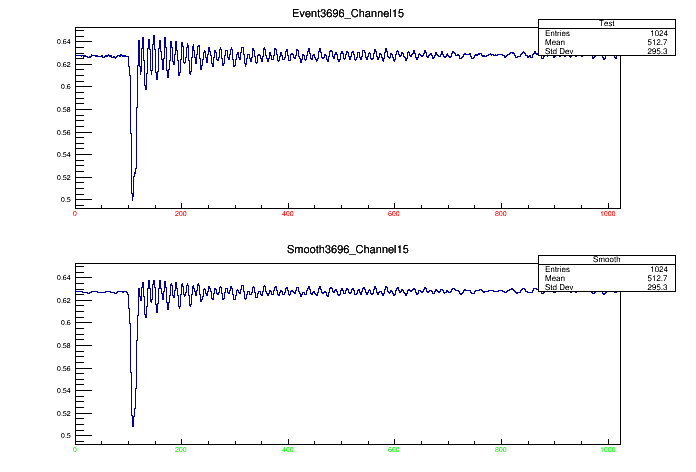 Event3696_Channel15
Test
Entries 1024
Mean 512.7
Std Dev 295.3
0.64
0.62
0.6
0.58
0.56
0.54
0.52
0.5
0 200 400 600 800 1000
Smooth3696_Channel15
Smooth
Entries 1024
Mean 512.7
Std Dev 295.3
0.64
0.62
0.6
0.58
0.56
0.54
0.52
0.5
0 200 400 600 800 1000